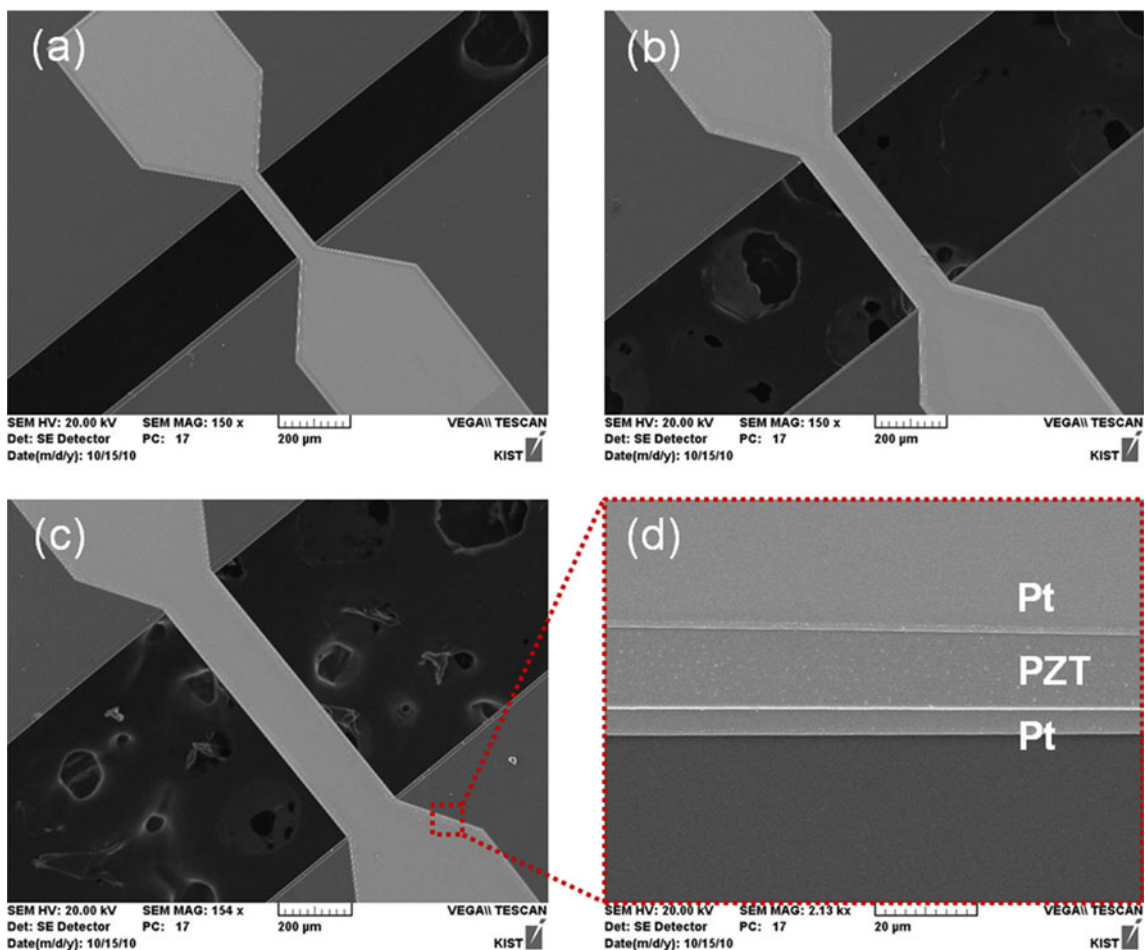 (a)
SEM HV: 20.00 kV SEM MAG: 150 x VEGA\\ TESCAN
Det: SE Detector PC: 17 200 µm
Date(m/d/y): 10/15/10 KIST
(b)
SEM HV: 20.00 kV SEM MAG: 150 x VEGA\\ TESCAN
Det: SE Detector PC: 17 200 µm
Date(m/d/y): 10/15/10 KIST
(c)
SEM HV: 20.00 kV SEM MAG: 154 x VEGA\\ TESCAN
Det: SE Detector PC: 17 200 µm
Date(m/d/y): 10/15/10 KIST
(d)
Pt
PZT
Pt
SEM HV: 20.00 kV SEM MAG: 2.13 kx VEGA\\ TESCAN
Det: SE Detector PC: 17 20 µm
Date(m/d/y): 10/15/10 KIST